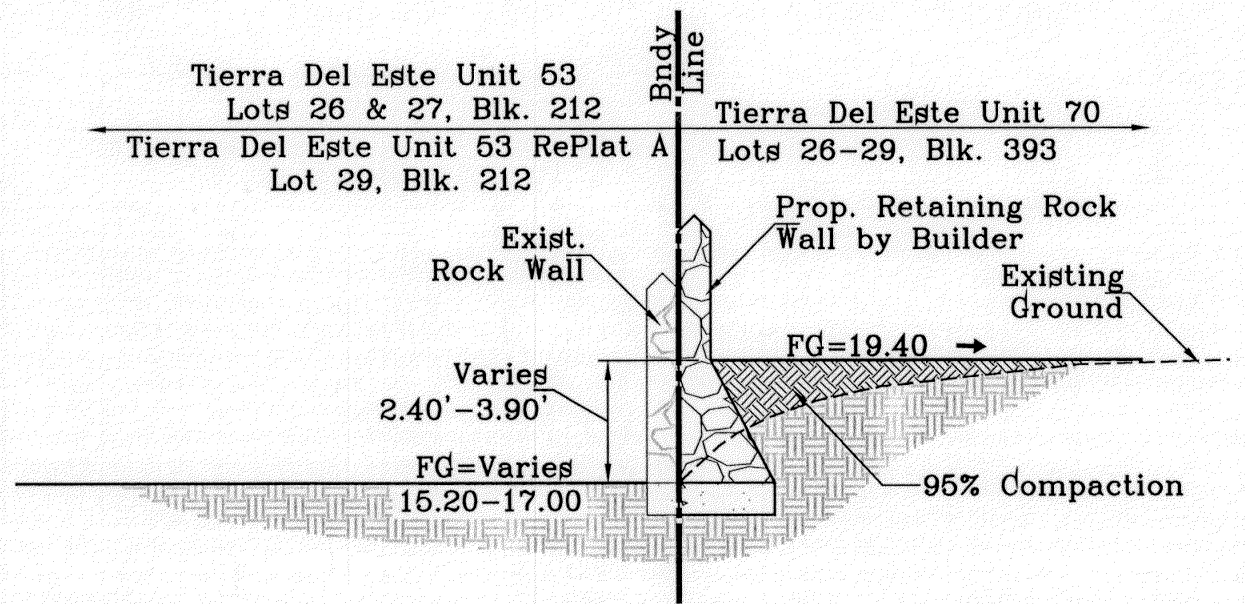 Tierra Del Este Unit 53
Lots 26 & 27, Blk. 212
Tierra Del Este Unit 53 RePlat A
Lot 29, Blk. 212
Bndy
Line
Tierra Del Este Unit 70
Lots 26-29, Blk. 393
Exist.
Rock Wall
Prop. Retaining Rock
Wall by Builder
Existing
Ground
FG=19.40
Varies
2.40'-3.90'
FG=Varies
15.20-17.00
95% Compaction